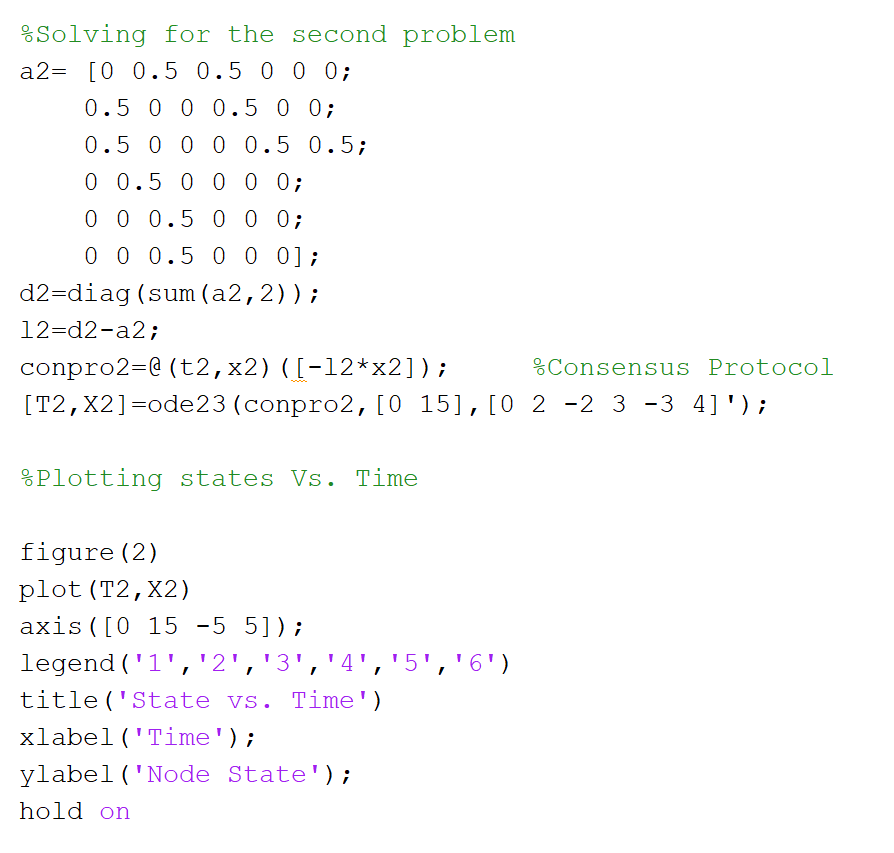 %Solving for the second problem
a2= [0 0.5 0.5 0 0 0;
0.5 0 0 0.5 0 0;
0.5 0 0 0 0.5 0.5;
0 0.5 0 0 0 0;
0 0 0.5 0 0 0;
0 0 0.5 0 0 0];
d2=diag(sum(a2,2));
l2=d2-a2;
conpro2=@(t2,x2)([-l2*x2]); %Consensus Protocol
[T2,X2]=ode23(conpro2,[0 15],[0 2 -2 3 -3 4]');
%Plotting states Vs. Time
figure(2)
plot(T2,X2)
axis([0 15 -5 5]);
legend('1','2','3','4','5','6')
title('State vs. Time')
xlabel('Time');
ylabel('Node State');
hold on